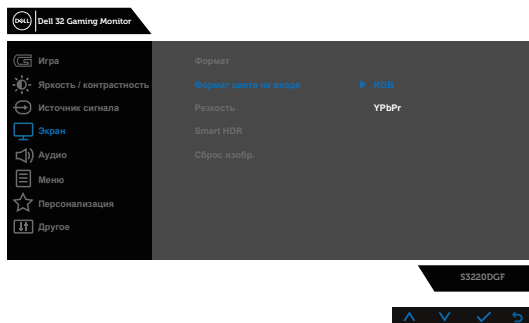 DELL Dell 32 Gaming Monitor
Игра
Яркость / контрастность
Источник сигнала
Экран
Аудио
Меню
Персонализация
Другое
Формат
Формат цвета на входе
Резкость
Smart HDR
Сброс изобр.
RGB
YPbPr
S3220DGF